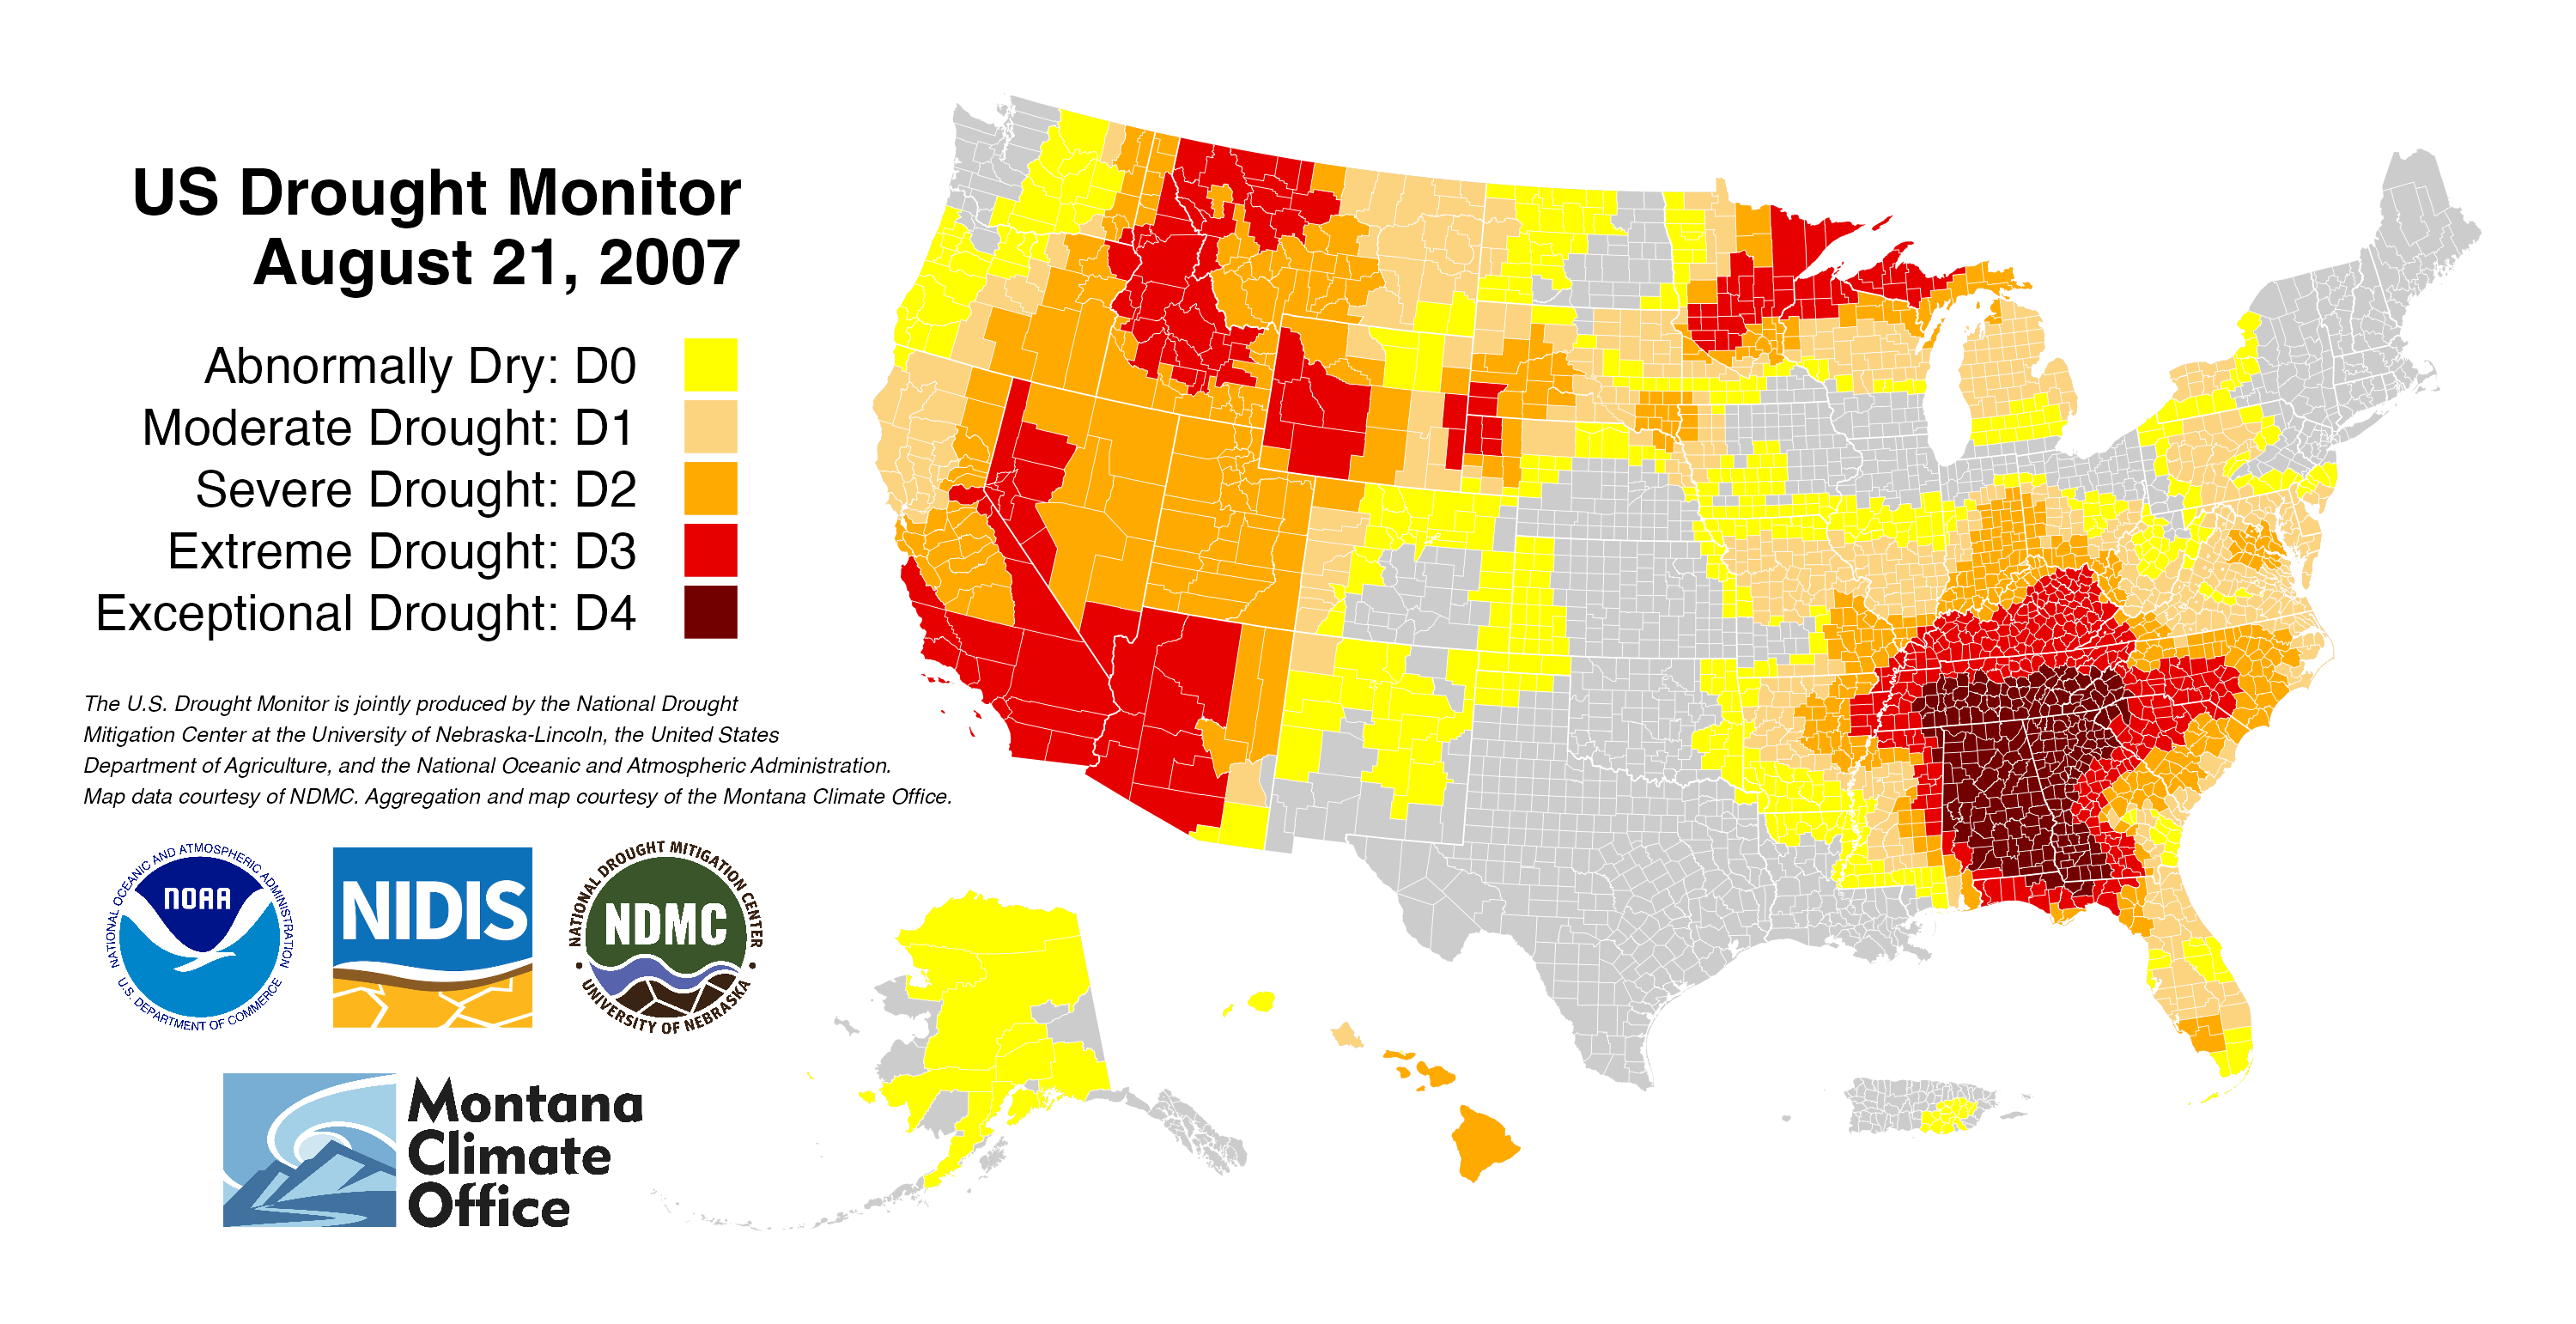 US Drought Monitor
August 21, 2007
Abnormally Dry: D0
Moderate Drought: D1
Severe Drought: D2
Extreme Drought: D3
Exceptional Drought: D4
The U.S. Drought Monitor is jointly produced by the National Drought
Mitigation Center at the University of Nebraska-Lincoln, the United States
Department of Agriculture, and the National Oceanic and Atmospheric Administration.
Map data courtesy of NDMC. Aggregation and map courtesy of the Montana Climate Office.
NATIONAL OCEANIC AND ATMOSPHERIC ADMINISTRATION
NOAA
U.S. DEPARTMENT OF COMMERCE
NIDIS
NATIONAL DROUGHT MITIGATION CENTER
NDMC
UNIVERSITY OF NEBRASKA
Montana
Climate
Office